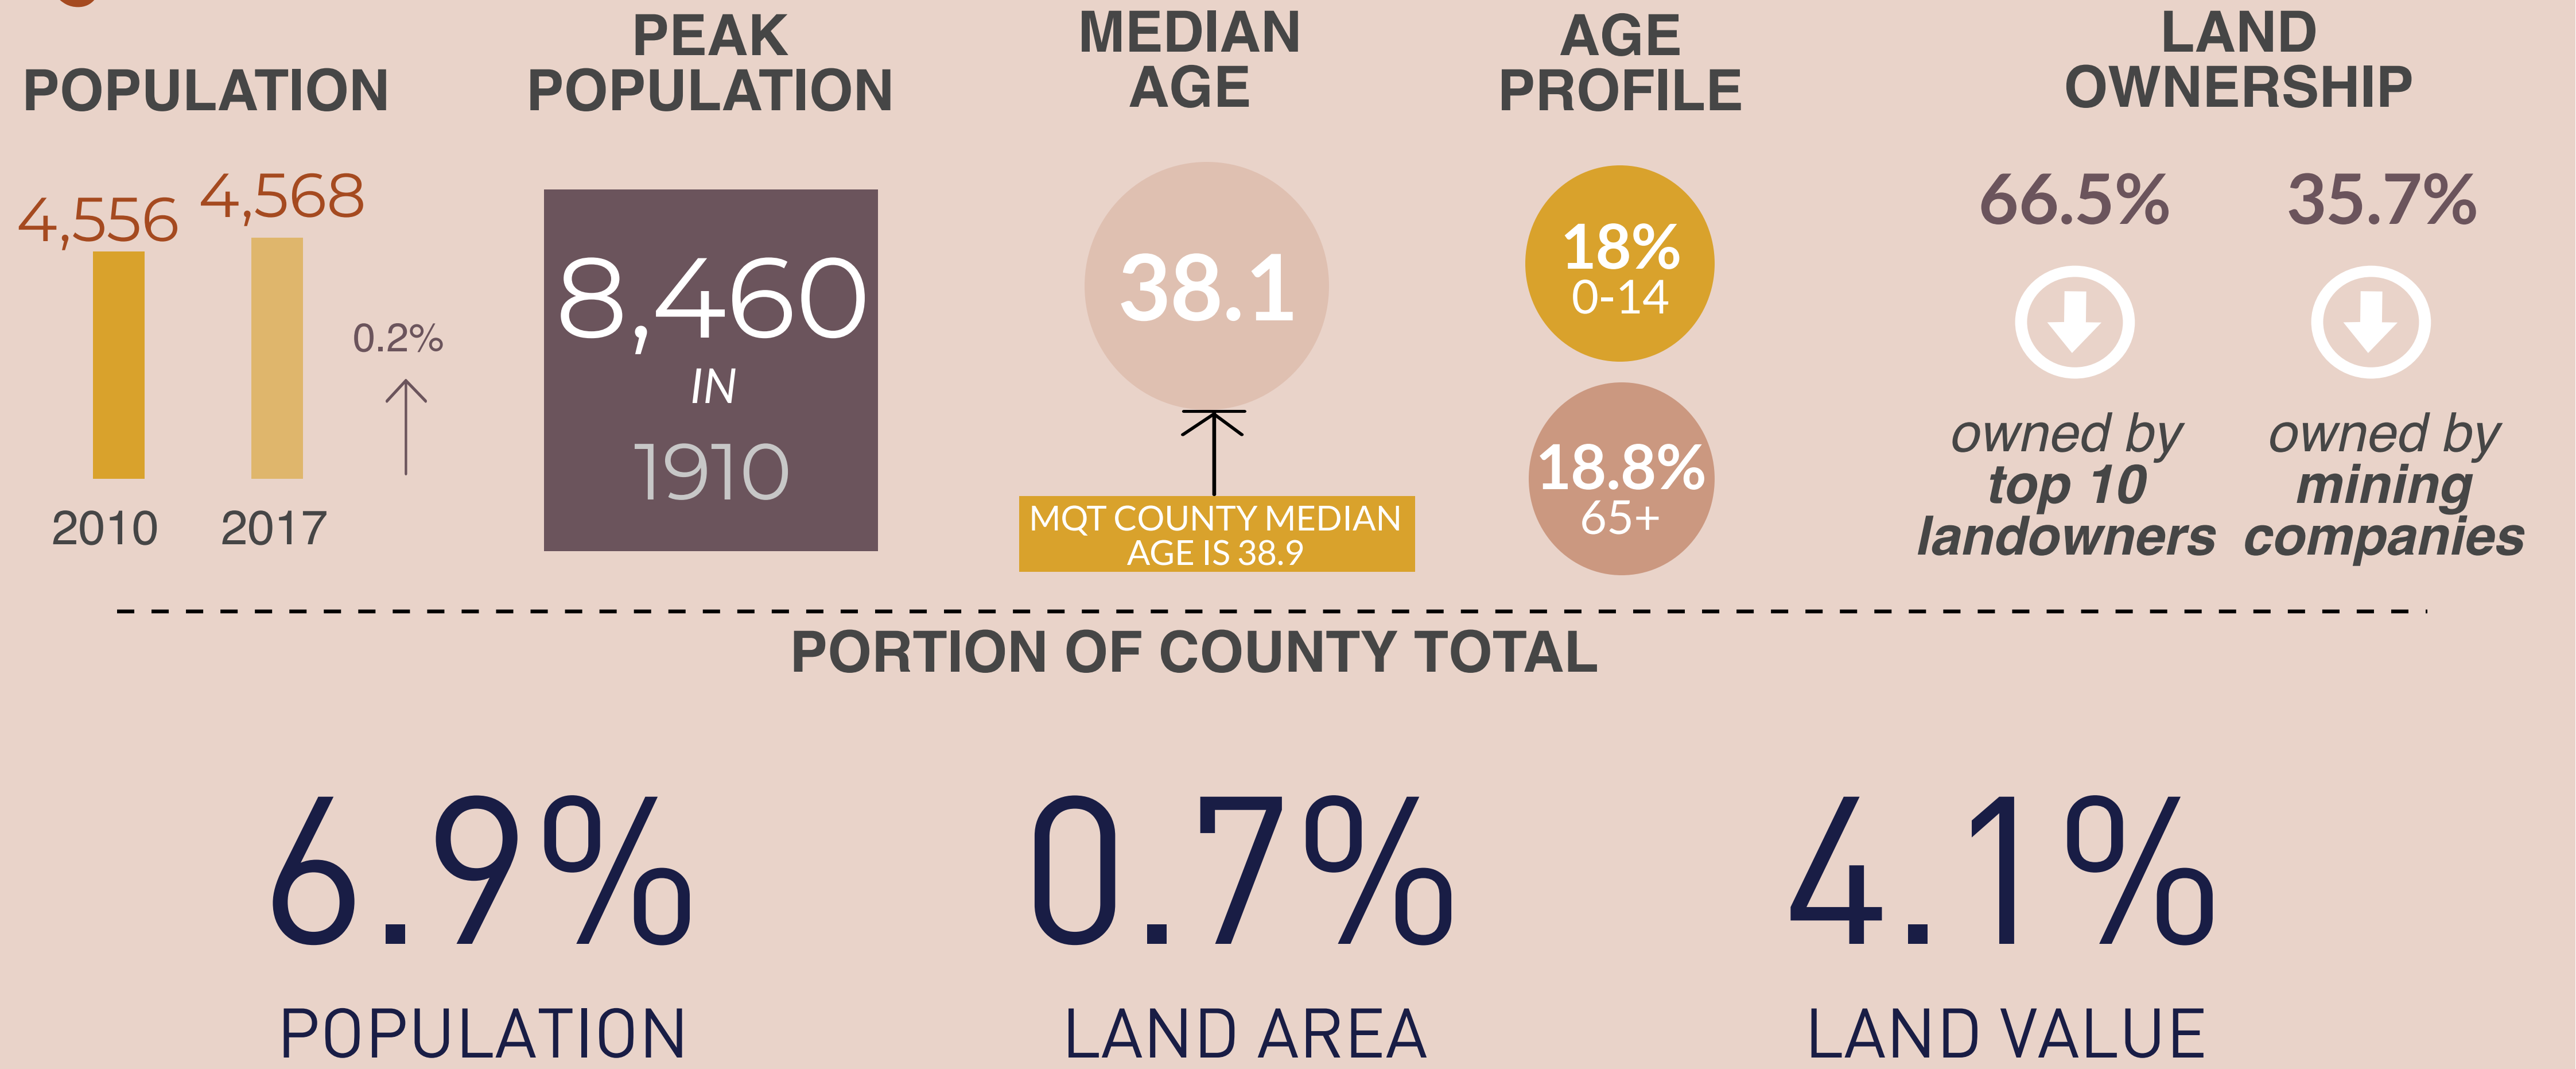 POPULATION
4,556
4,568
0.2%
2010
2017
PEAK
POPULATION
8,460
IN
1910
MEDIAN
AGE
38.1
MQT COUNTY MEDIAN
AGE IS 38.9
AGE
PROFILE
18%
0-14
18.8%
65+
LAND
OWNERSHIP
66.5%
owned by
top 10
landowners
35.7%
owned by
mining
companies
PORTION OF COUNTY TOTAL
6.9%
POPULATION
0.7%
LAND AREA
4.1%
LAND VALUE